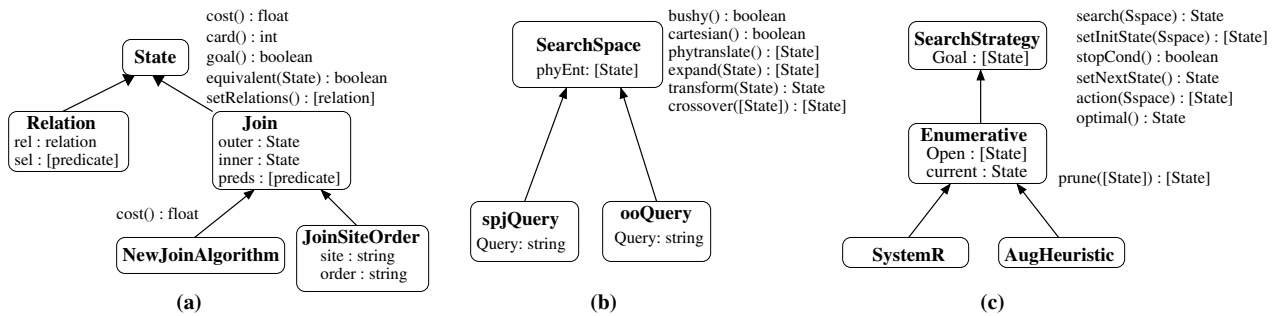 cost() : float
card() : int
goal() : boolean
equivalent(State) : boolean
setRelations() : [relation]
State
Relation
rel : relation
sel : [predicate]
Join
outer : State
inner : State
preds : [predicate]
cost() : float
NewJoinAlgorithm
JoinSiteOrder
site : string
order : string
(a)
bushy() : boolean
cartesian() : boolean
phytranslate() : [State]
expand(State) : [State]
transform(State) : State
crossover([State]) : [State]
SearchSpace
phyEnt: [State]
spjQuery
Query: string
ooQuery
Query: string
(b)
search(Sspace) : State
setInitState(Sspace) : [State]
stopCond() : boolean
setNextState() : State
action(Sspace) : [State]
optimal() : State
SearchStrategy
Goal : [State]
Enumerative
Open : [State]
current : State
prune([State]) : [State]
SystemR
AugHeuristic
(c)